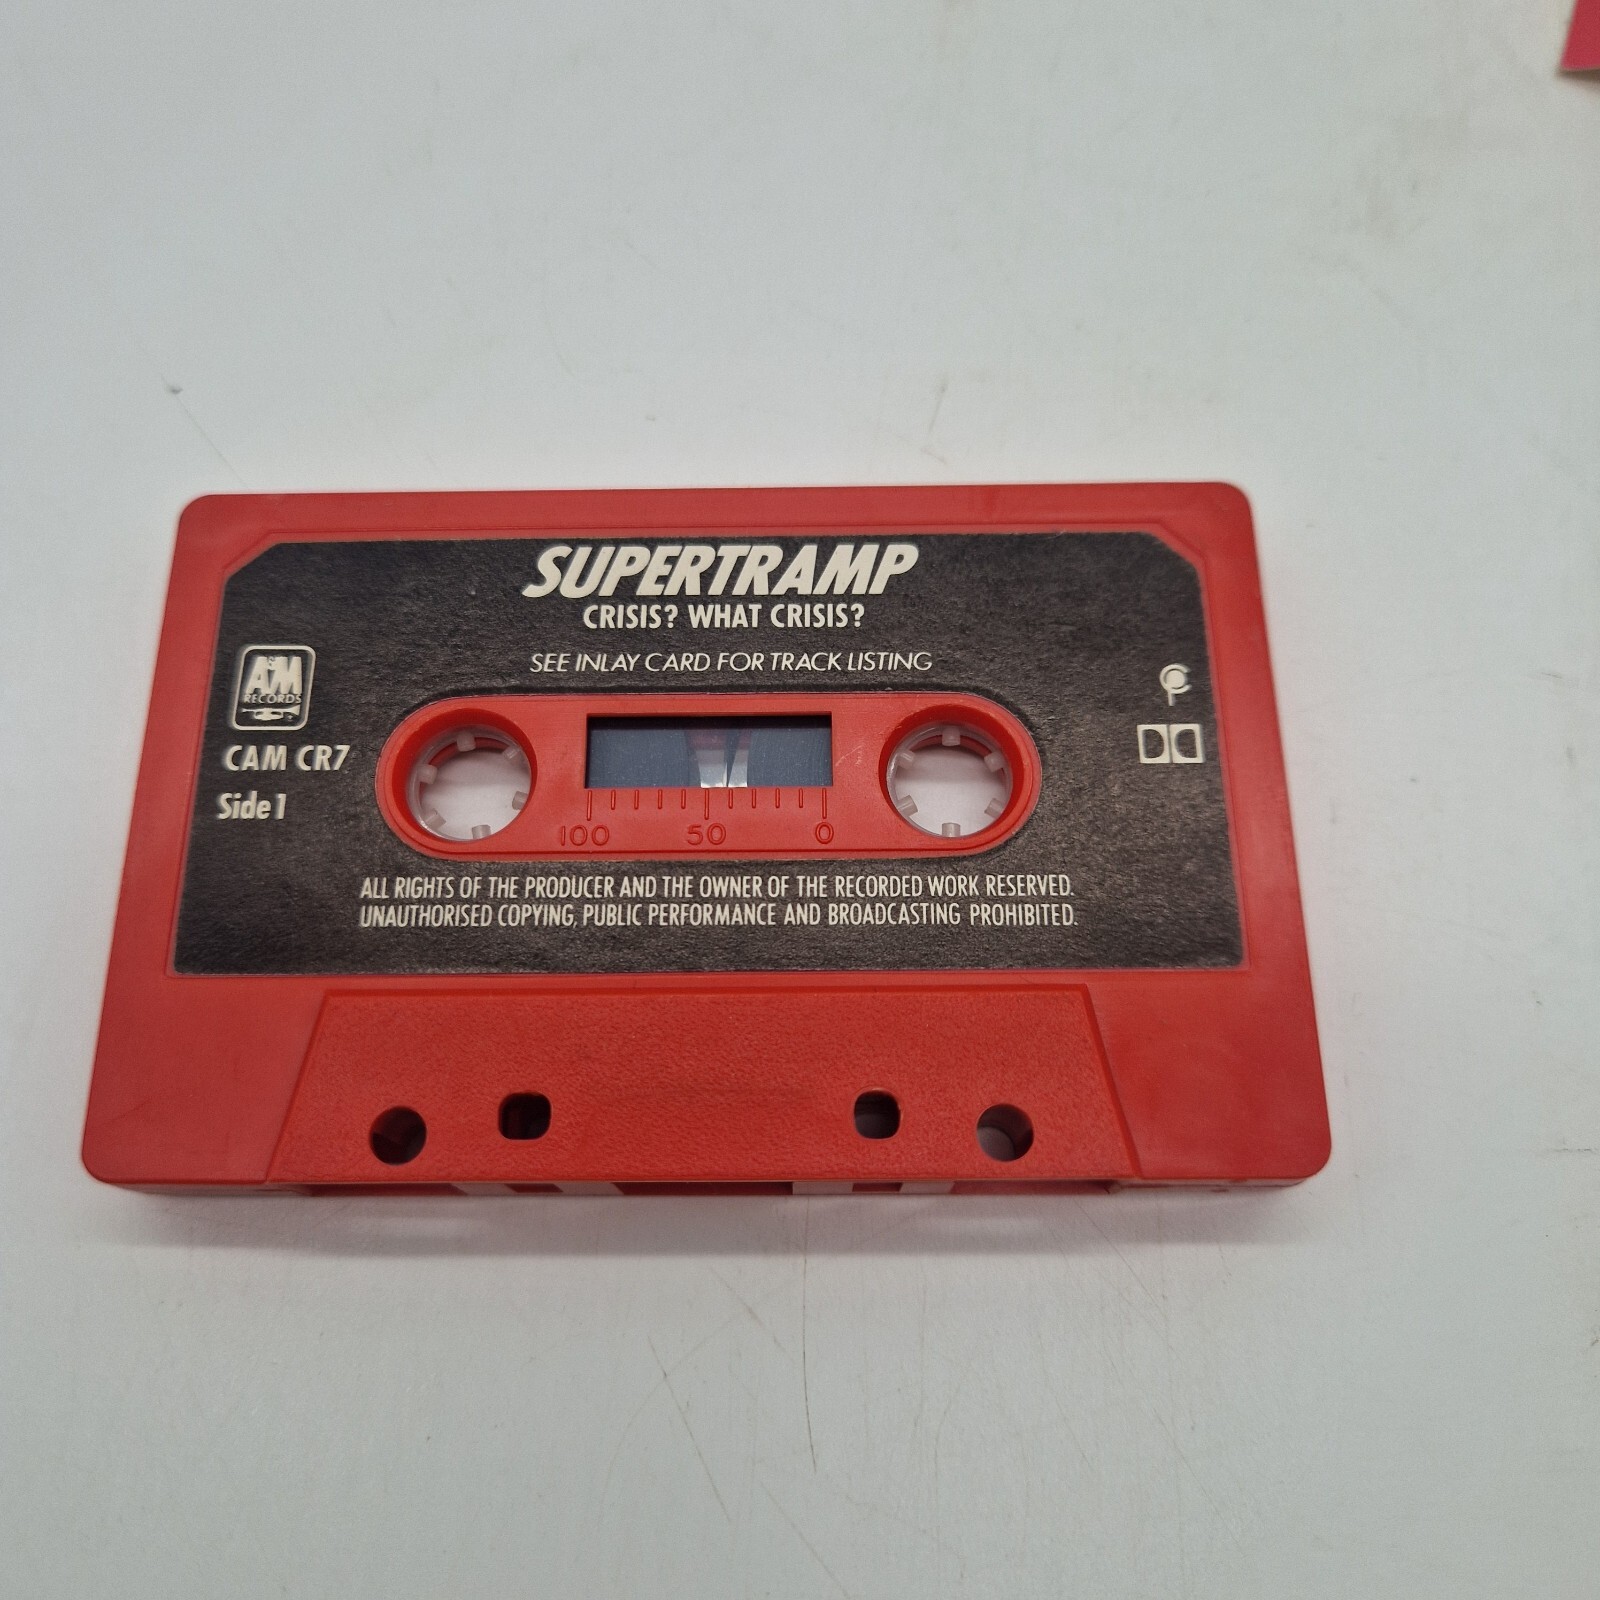 SUPERTRAMP
CRISIS? WHAT CRISIS?
SEE INLAY CARD FOR TRACK LISTING
A&M
RECORDS
CAM CR7
Side 1
100 50 0
ALL RIGHTS OF THE PRODUCER AND THE OWNER OF THE RECORDED WORK RESERVED.
UNAUTHORISED COPYING, PUBLIC PERFORMANCE AND BROADCASTING PROHIBITED.